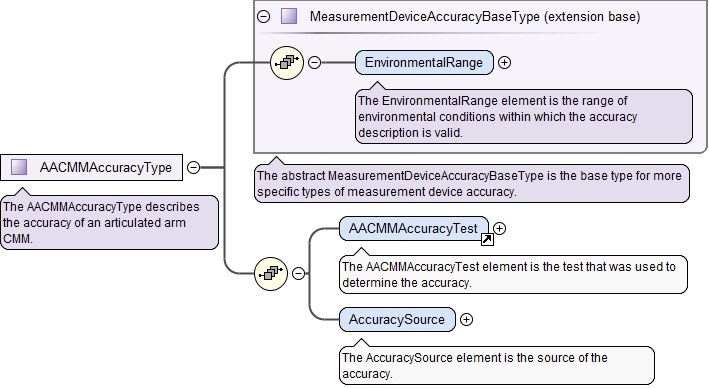 MeasurementDeviceAccuracyBaseType (extension base)
EnvironmentalRange
The EnvironmentalRange element is the range of
environmental conditions within which the accuracy
description is valid.
AACMMAccuracyType
The AACMMAccuracyType describes
the accuracy of an articulated arm
CMM.
The abstract MeasurementDeviceAccuracyBaseType is the base type for more
specific types of measurement device accuracy.
AACMMAccuracyTest
The AACMMAccuracyTest element is the test that was used to
determine the accuracy.
AccuracySource
The AccuracySource element is the source of the
accuracy.